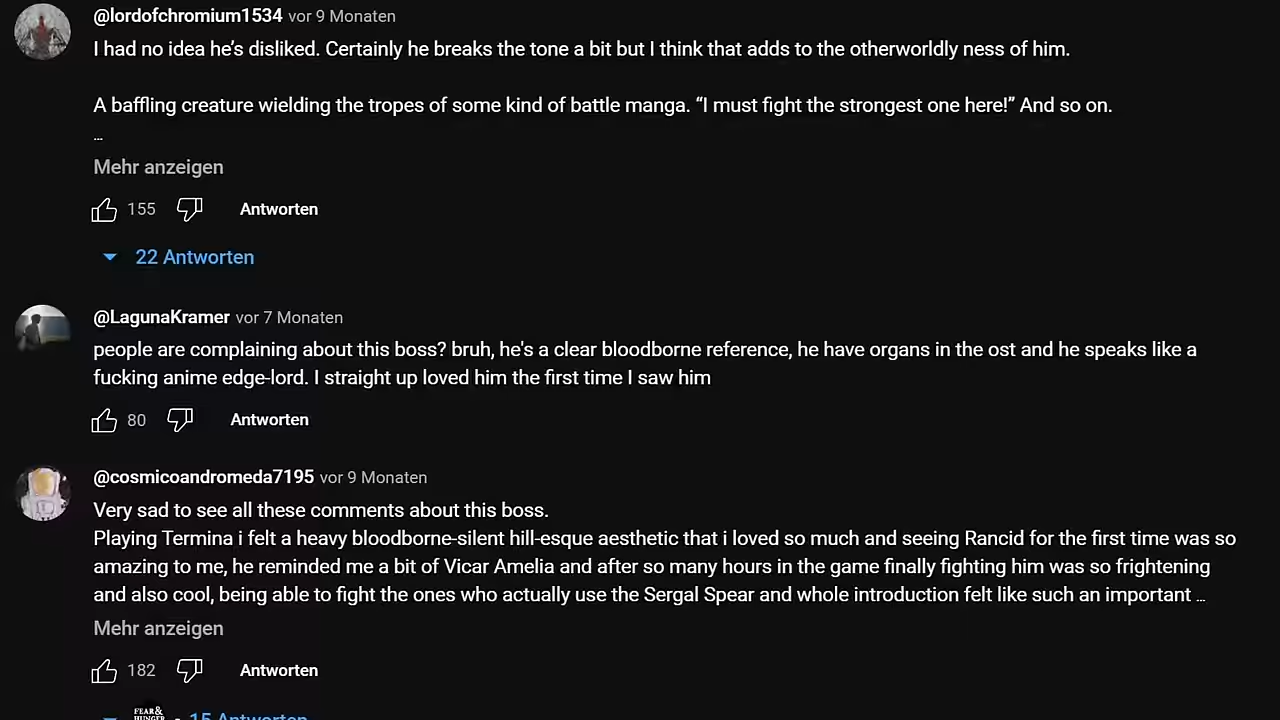 @lordofchromium1534 vor 9 Monaten
I had no idea he’s disliked. Certainly he breaks the tone a bit but I think that adds to the otherworldly ness of him.
A baffling creature wielding the tropes of some kind of battle manga. “I must fight the strongest one here!” And so on.
...
Mehr anzeigen
155 Antworten
22 Antworten
@LagunaKramer vor 7 Monaten
people are complaining about this boss? bruh, he's a clear bloodborne reference, he have organs in the ost and he speaks like a
fucking anime edge-lord. I straight up loved him the first time I saw him
80 Antworten
@cosmicoandromeda7195 vor 9 Monaten
Very sad to see all these comments about this boss.
Playing Termina i felt a heavy bloodborne-silent hill-esque aesthetic that i loved so much and seeing Rancid for the first time was so
amazing to me, he reminded me a bit of Vicar Amelia and after so many hours in the game finally fighting him was so frightening
and also cool, being able to fight the ones who actually use the Sergal Spear and whole introduction felt like such an important ...
Mehr anzeigen
182 Antworten
FEAR& HUNGER · 15 Antworten